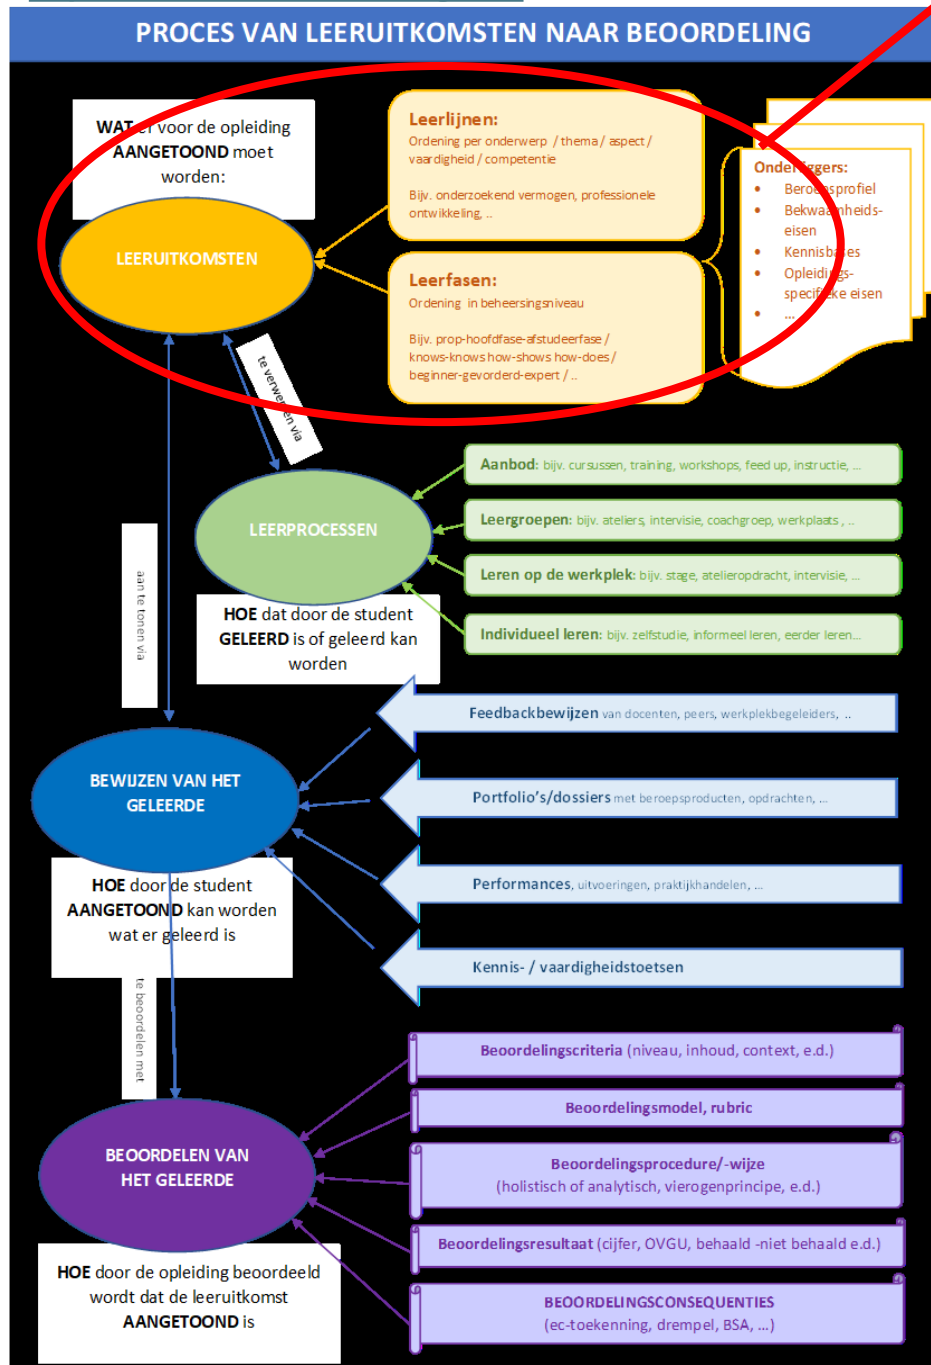 PROCES VAN LEERUITKOMSTEN NAAR BEOORDELING
WAT er voor de opleiding
AANGETOOND moet
worden:
LEERUITKOMSTEN
Leerlijnen:
Ordening per onderwerp / thema / aspect /
vaardigheid / competentie
Bijv. onderzoekend vermogen, professionele
ontwikkeling, ..
Leerfasen:
Ordening in beheersingsniveau
Bijv. prop-hoofdfase-afstudeerfase /
knows-knows how-shows how-does /
beginner-gevorderd-expert / ..
Onderliggers:
• Beroepsprofiel
• Bekwaamheids-
eisen
• Kennisbases
• Opleidings-
specifieke eisen
• ...
te verwerven via
LEERPROCESSEN
HOE dat door de student
GELEERD is of geleerd kan
worden
Aanbod: bijv. cursussen, training, workshops, feed up, instructie, ...
Leergroepen: bijv. ateliers, intervisie, coachgroep, werkplaats , ..
Leren op de werkplek: bijv. stage, atelieropdracht, intervisie, ...
Individueel leren: bijv. zelfstudie, informeel leren, eerder leren...
aan te tonen via
BEWIJZEN VAN HET
GELEERDE
HOE door de student
AANGETOOND kan worden
wat er geleerd is
Feedbackbewijzen van docenten, peers, werkplekbegeleiders, ..
Portfolio's/dossiers met beroepsproducten, opdrachten, ...
Performances, uitvoeringen, praktijkhandelen, ...
Kennis- / vaardigheidstoetsen
te beoordelen met
BEOORDELEN VAN
HET GELEERDE
HOE door de opleiding beoordeeld
wordt dat de leeruitkomst
AANGETOOND is
Beoordelingscriteria (niveau, inhoud, context, e.d.)
Beoordelingsmodel, rubric
Beoordelingsprocedure/-wijze
(holistisch of analytisch, vierogenprincipe, e.d.)
Beoordelingsresultaat (cijfer, OVGU, behaald -niet behaald e.d.)
BEOORDELINGSCONSEQUENTIES
(ec-toekenning, drempel, BSA, ...)